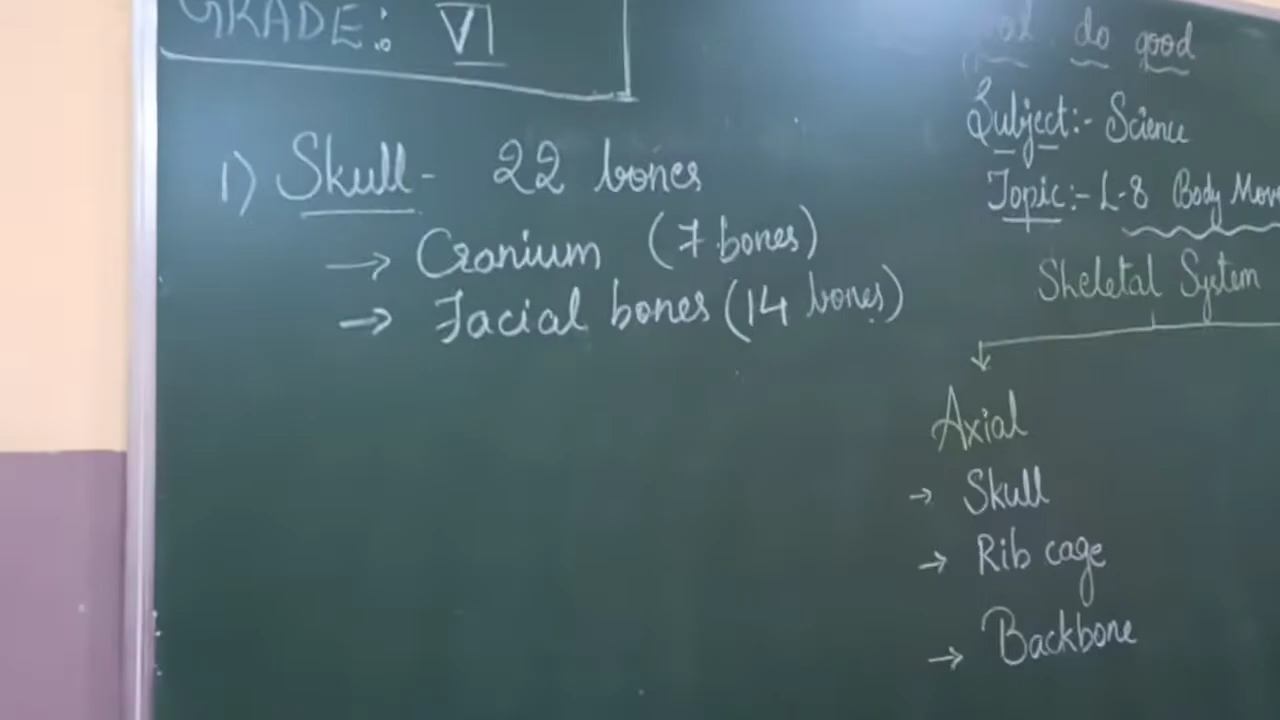 GRADE: VI
1) Skull - 22 bones
→ Cranium (7 bones)
→ Facial bones (14 bones)
do good
Subject:- Science
Topic:- L-8 Body Move
Skeletal System
Axial
→ Skull
→ Rib cage
→ Backbone